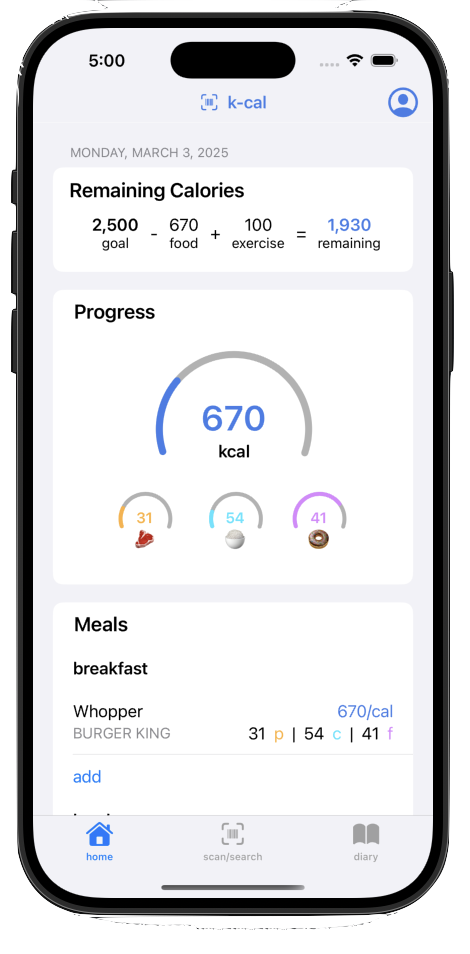 5:00
k-cal
MONDAY, MARCH 3, 2025
Remaining Calories
2,500 - 670 + 100 = 1,930
goal food exercise remaining
Progress
670
kcal
31 54 41
Meals
breakfast
Whopper 670/cal
BURGER KING 31 p | 54 c | 41 f
add
home scan/search diary